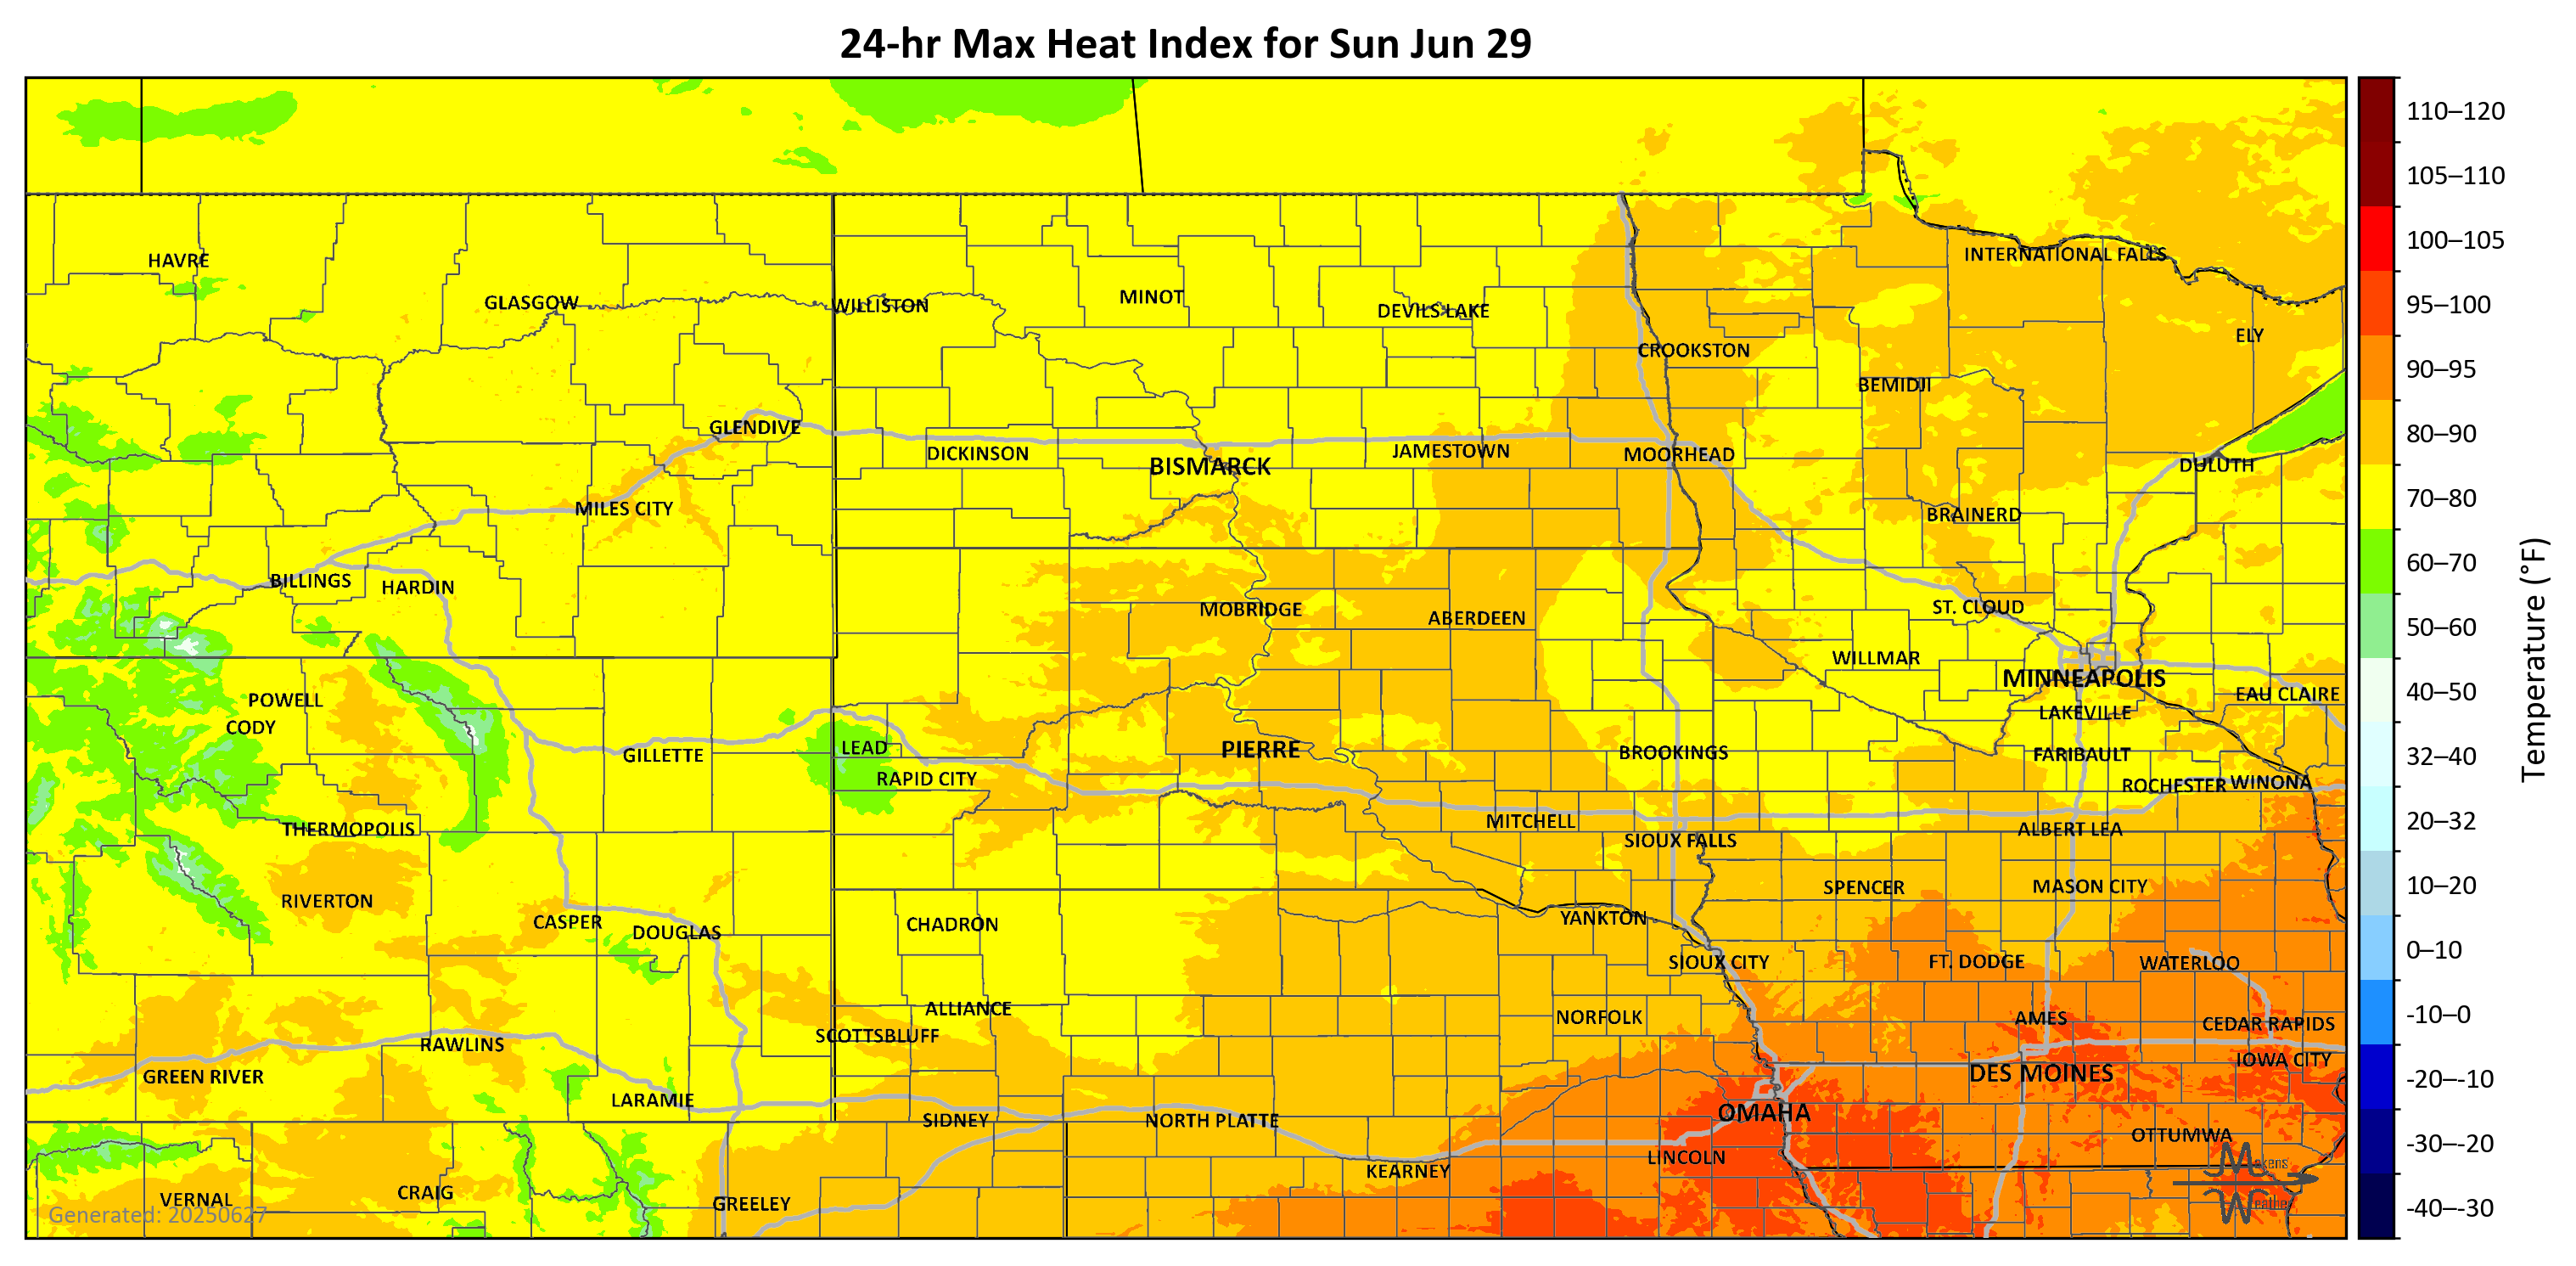 24-hr Max Heat Index for Sun Jun 29
110–120
105–110
100–105
95–100
90–95
80–90
70–80
60–70
50–60
40–50
32–40
20–32
10–20
0–10
-10–0
-20–-10
-30–-20
-40–-30
Temperature (°F)
HAVRE
INTERNATIONAL FALLS
GLASGOW
WILLISTON
MINOT
DEVILS LAKE
ELY
CROOKSTON
BEMIDJI
GLENDIVE
DICKINSON
BISMARCK
JAMESTOWN
MOORHEAD
DULUTH
MILES CITY
BRAINERD
BILLINGS
HARDIN
MOBRIDGE
ABERDEEN
ST. CLOUD
WILLMAR
MINNEAPOLIS
EAU CLAIRE
POWELL
CODY
LAKEVILLE
GILLETTE
LEAD
RAPID CITY
PIERRE
BROOKINGS
FARIBAULT
ROCHESTER
WINONA
THERMOPOLIS
MITCHELL
SIOUX FALLS
ALBERT LEA
RIVERTON
CASPER
DOUGLAS
CHADRON
YANKTON
SPENCER
MASON CITY
SIOUX CITY
FT. DODGE
WATERLOO
ALLIANCE
SCOTTSBLUFF
NORFOLK
AMES
CEDAR RAPIDS
RAWLINS
GREEN RIVER
IOWA CITY
DES MOINES
LARAMIE
SIDNEY
NORTH PLATTE
OMAHA
OTTUMWA
KEARNEY
LINCOLN
VERNAL
CRAIG
GREELEY
Makens
Weather
Generated: 20250627